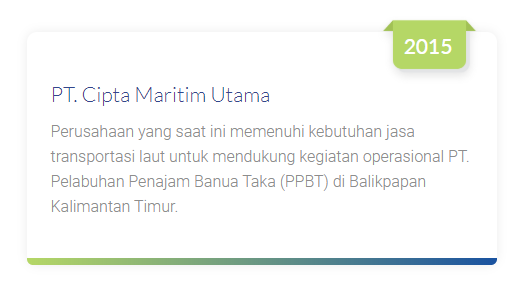 2015
PT. Cipta Maritim Utama
Perusahaan yang saat ini memenuhi kebutuhan jasa
transportasi laut untuk mendukung kegiatan operasional PT.
Pelabuhan Penajam Banua Taka (PPBT) di Balikpapan
Kalimantan Timur.